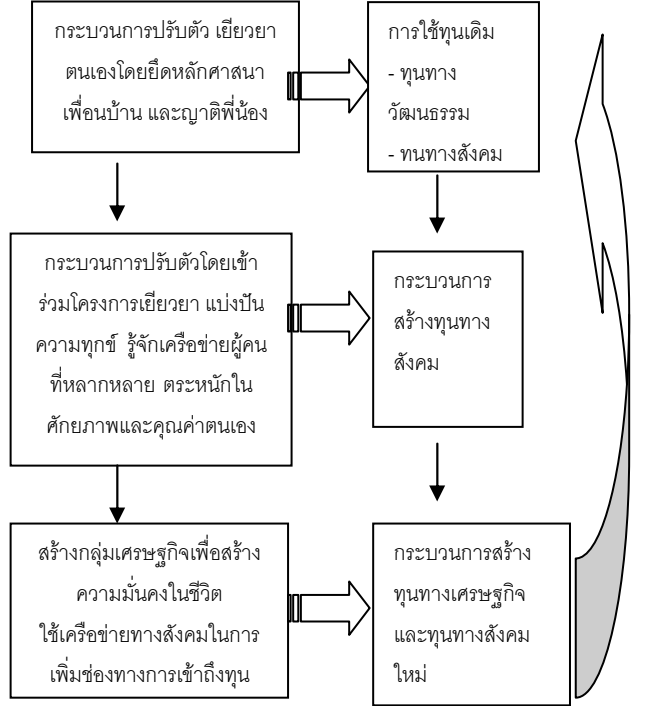 กระบวนการปรับตัว เยียวยา
ตนเองโดยยึดหลักศาสนา
เพื่อนบ้าน และญาติพี่น้อง
การใช้ทุนเดิม
- ทุนทาง
วัฒนธรรม
- ทนทางสังคม
กระบวนการปรับตัวโดยเข้า
ร่วมโครงการเยียวยา แบ่งปัน
ความทุกข์ รู้จักเครือข่ายผู้คน
ที่หลากหลาย ตระหนักใน
ศักยภาพและคุณค่าตนเอง
กระบวนการ
สร้างทุนทาง
สังคม
สร้างกลุ่มเศรษฐกิจเพื่อสร้าง
ความมั่นคงในชีวิต
ใช้เครือข่ายทางสังคมในการ
เพิ่มช่องทางการเข้าถึงทุน
กระบวนการสร้าง
ทุนทางเศรษฐกิจ
และทุนทางสังคม
ใหม่